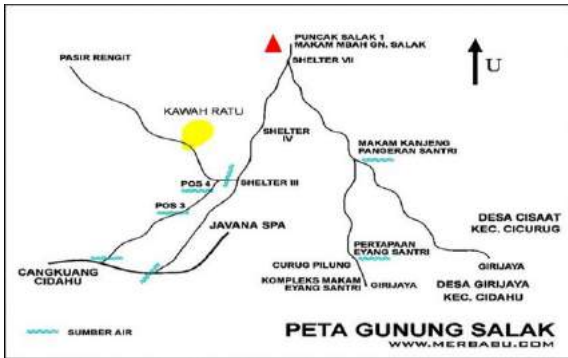 PUNCAK SALAK 1
MAKAM MBAH GN. SALAK
SHELTER VII
U
PASIR RENGIT
KAWAH RATU
SHELTER
IV
MAKAM KANJENG
PANGERAN SANTRI
POS 4
SHELTER III
POS 3
JAVANA SPA
DESA CISAAT
KEC. CICURUG
CANGKUANG
CIDAHU
PERTAPAAN
EYANG SANTRI
CURUG PILUNG
KOMPLEKS MAKAM
EYANG SANTRI
GIRIJAYA
GIRIJAYA
DESA GIRIJAYA
KEC. CIDAHU
SUMBER AIR
PETA GUNUNG SALAK
WWW.MERBABU.COM